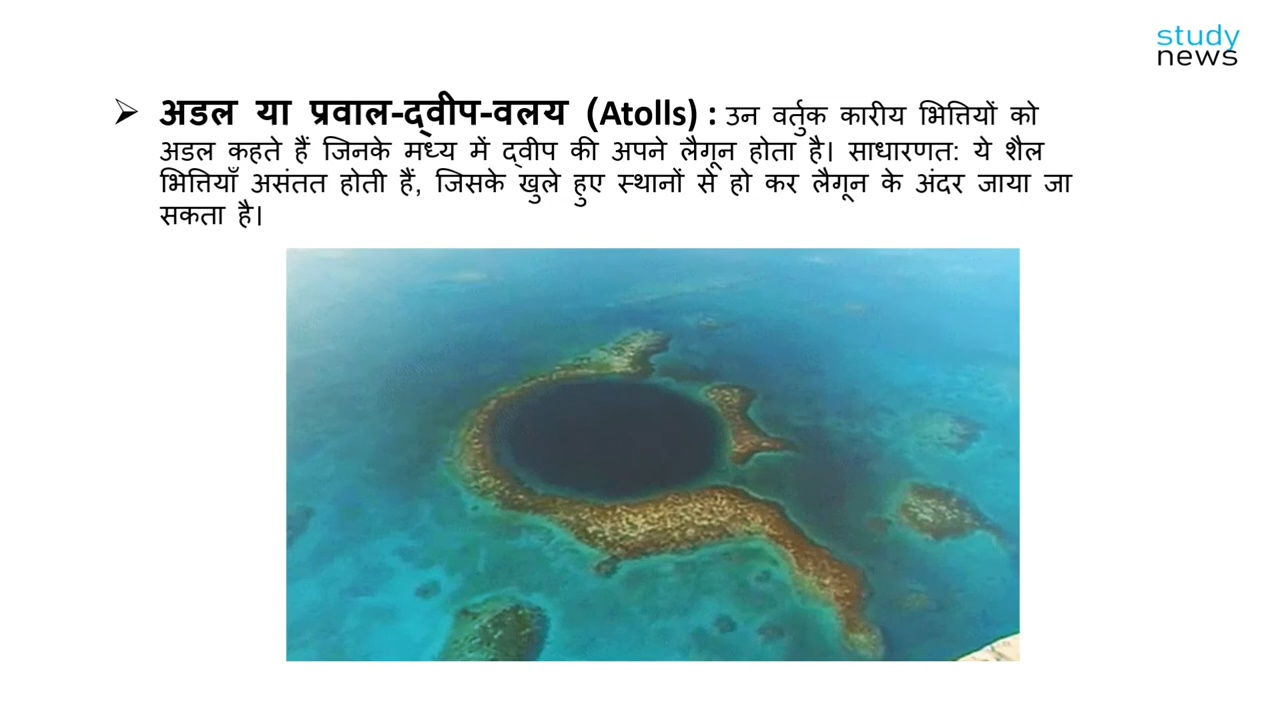 study
news
➢ अडल या प्रवाल-द्वीप-वलय (Atolls) : उन वर्तुक कारीय भित्तियों को
अडल कहते हैं जिनके मध्य में द्वीप की अपने लैगून होता है। साधारणत: ये शैल
भित्तियाँ असंतत होती हैं, जिसके खुले हुए स्थानों से हो कर लैगून के अंदर जाया जा
सकता है।